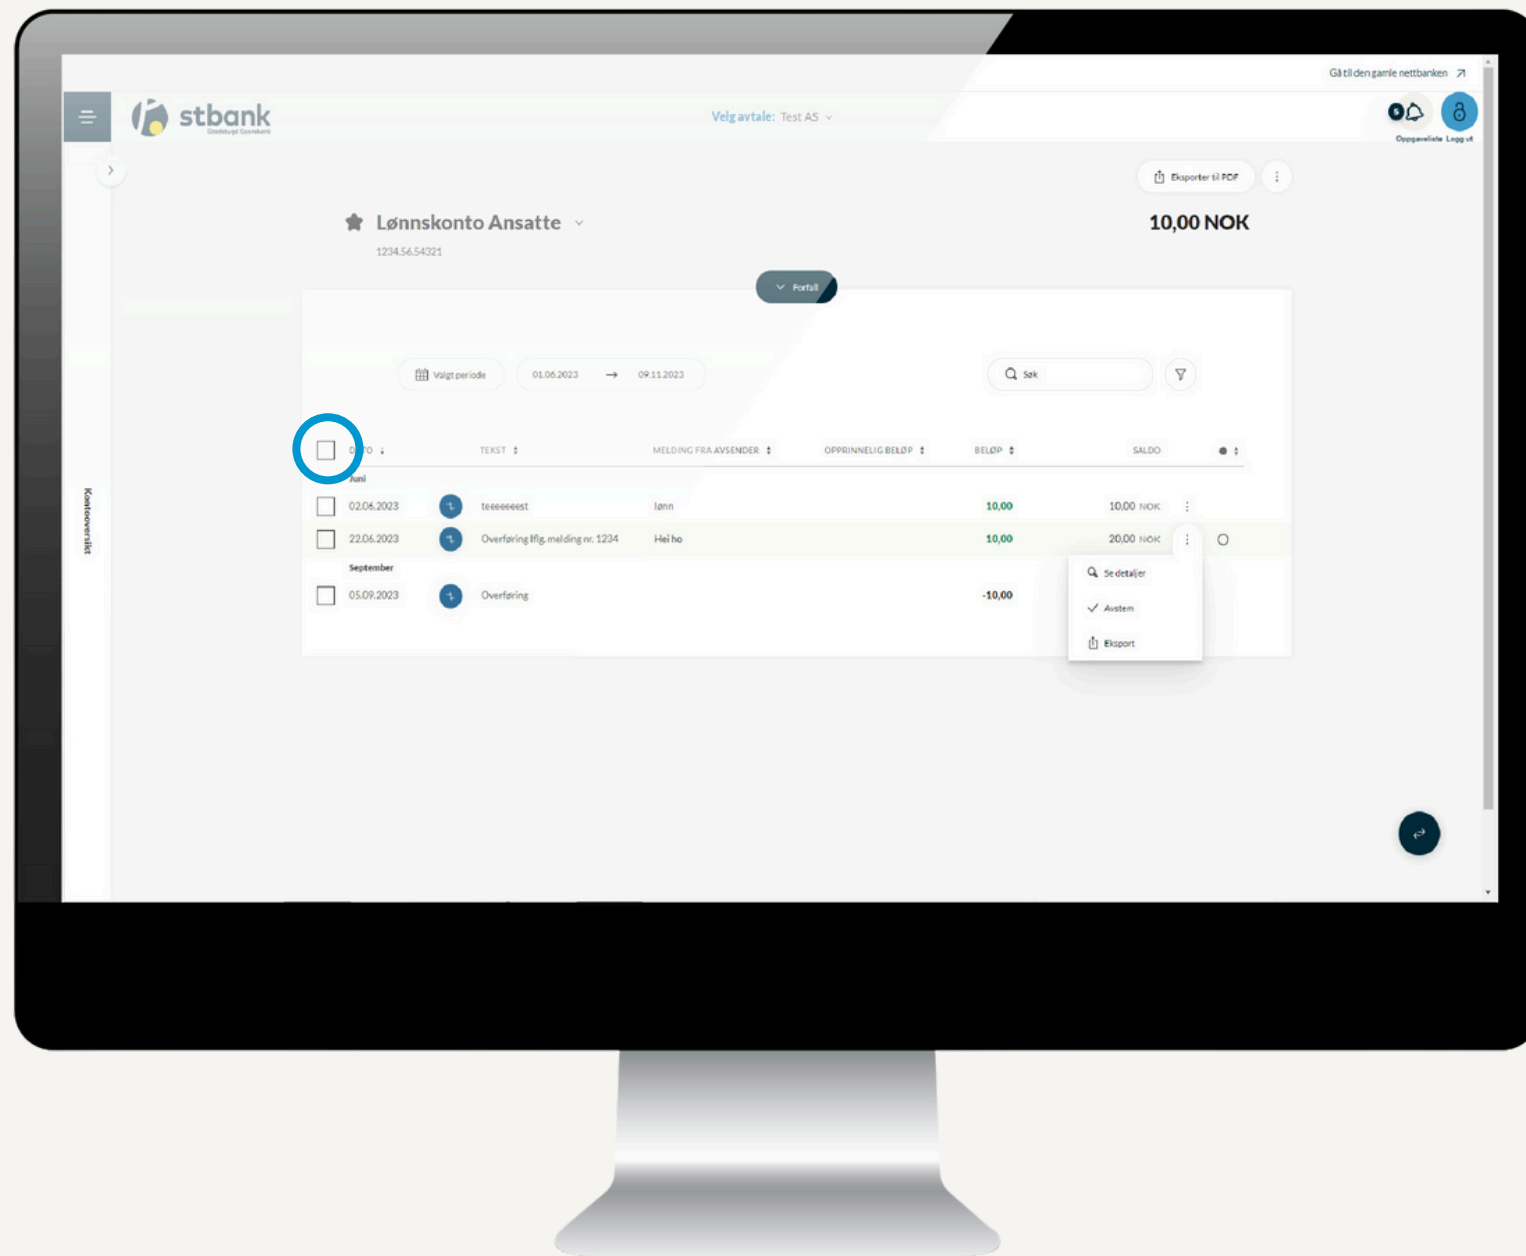 Gå til den gamle nettbanken
stbank
Stadsbygd Sparebank
Velg avtale: Test AS
5
Oppgaveliste Logg ut
Eksporter til PDF
Lønnskonto Ansatte
10,00 NOK
1234.56.54321
Forfall
Valgt periode 01.06.2023 → 09.11.2023 Søk
DATO TEKST MELDING FRA AVSENDER OPPRINNELIG BELØP BELØP SALDO
Juni
02.06.2023 teeeeeeest lønn 10,00 10,00 NOK
22.06.2023 Overføring Iflg. melding nr. 1234 Hei ho 10,00 20,00 NOK
September
05.09.2023 Overføring -10,00
Se detaljer
Avstem
Eksport
Kontooversikt